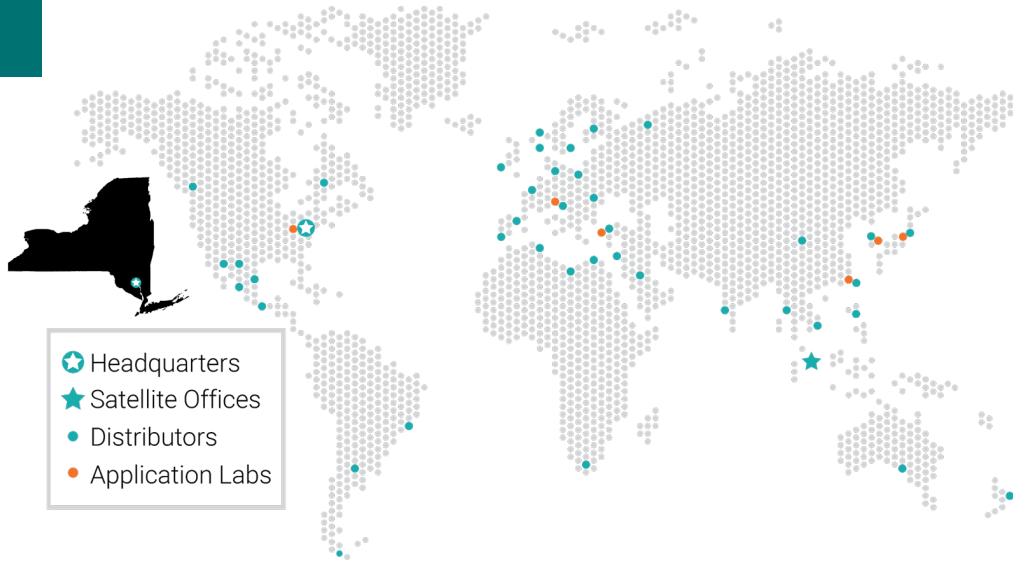 Headquarters
Satellite Offices
Distributors
Application Labs